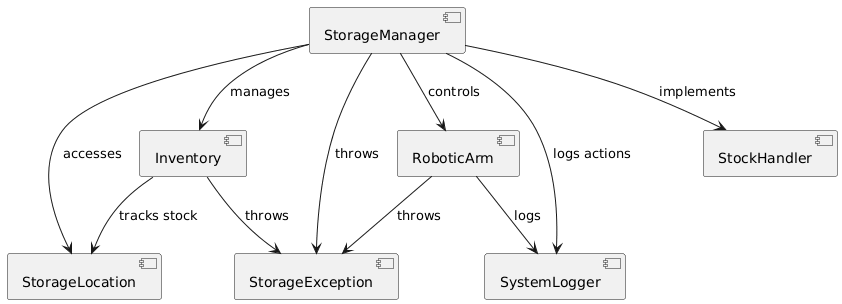 StorageManager
manages
controls
implements
accesses
throws
logs actions
Inventory
RoboticArm
StockHandler
tracks stock
throws
throws
logs
StorageLocation
StorageException
SystemLogger